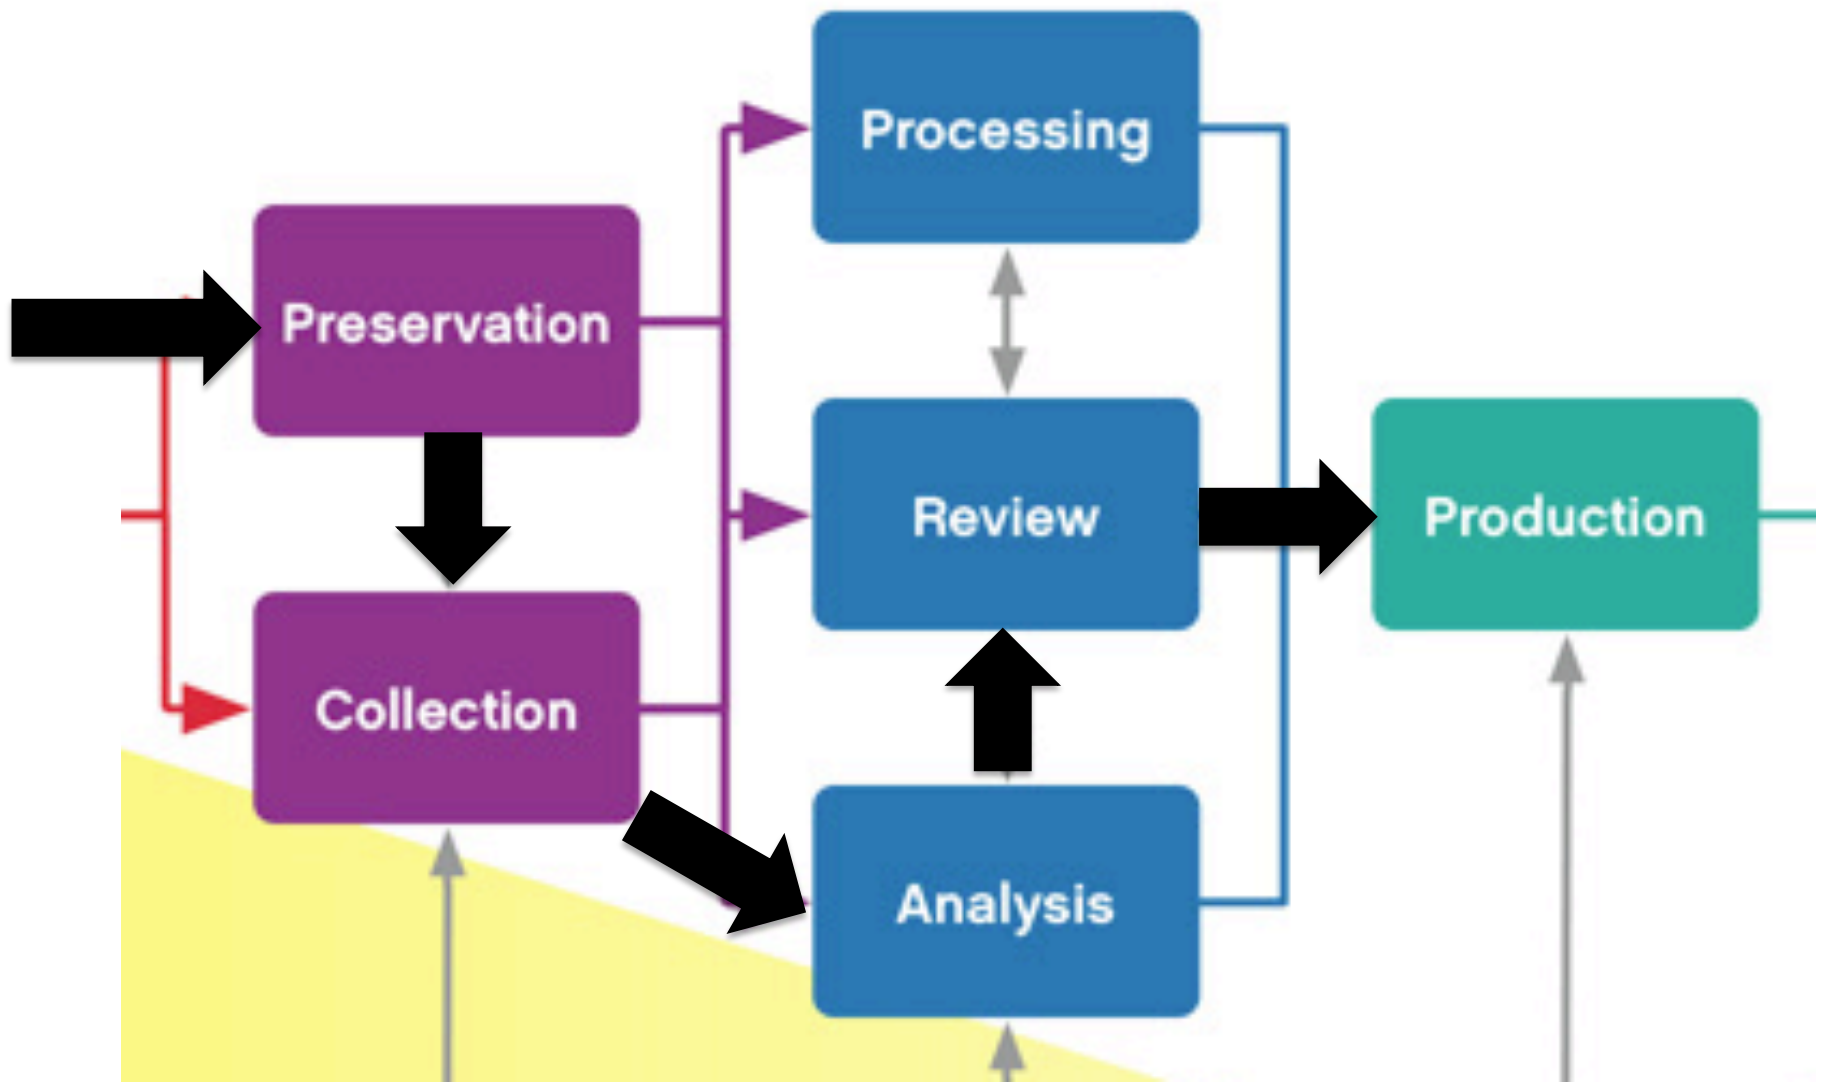 Processing
Preservation
Review
Production
Collection
Analysis